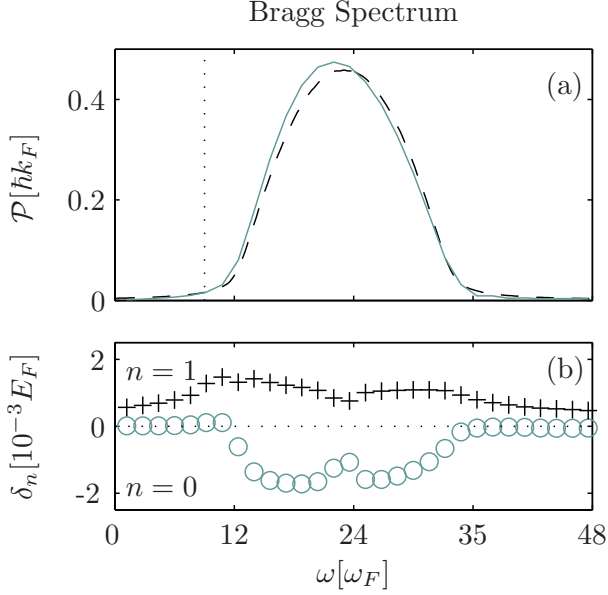 Bragg Spectrum
(a)
𝒫[ħk_F]
0.4
0.2
0
(b)
δ_n[10^{-3}E_F]
n = 1
n = 0
2
0
-2
0 12 24 35 48
ω[ω_F]